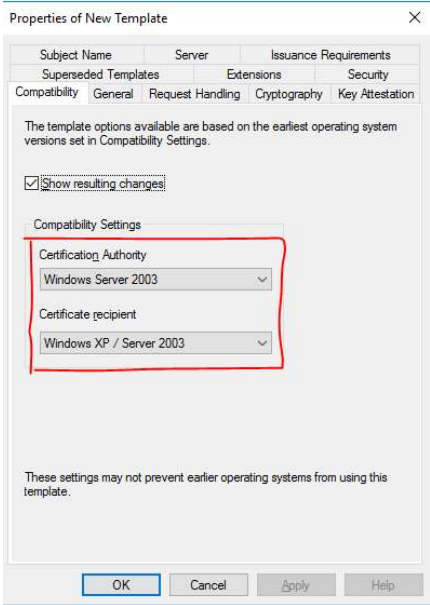 Properties of New Template
Subject Name Server Issuance Requirements
Superseded Templates Extensions Security
Compatibility General Request Handling Cryptography Key Attestation
The template options available are based on the earliest operating system
versions set in Compatibility Settings.
Show resulting changes
Compatibility Settings
Certification Authority
Windows Server 2003
Certificate recipient
Windows XP / Server 2003
These settings may not prevent earlier operating systems from using this
template.
OK Cancel Apply Help